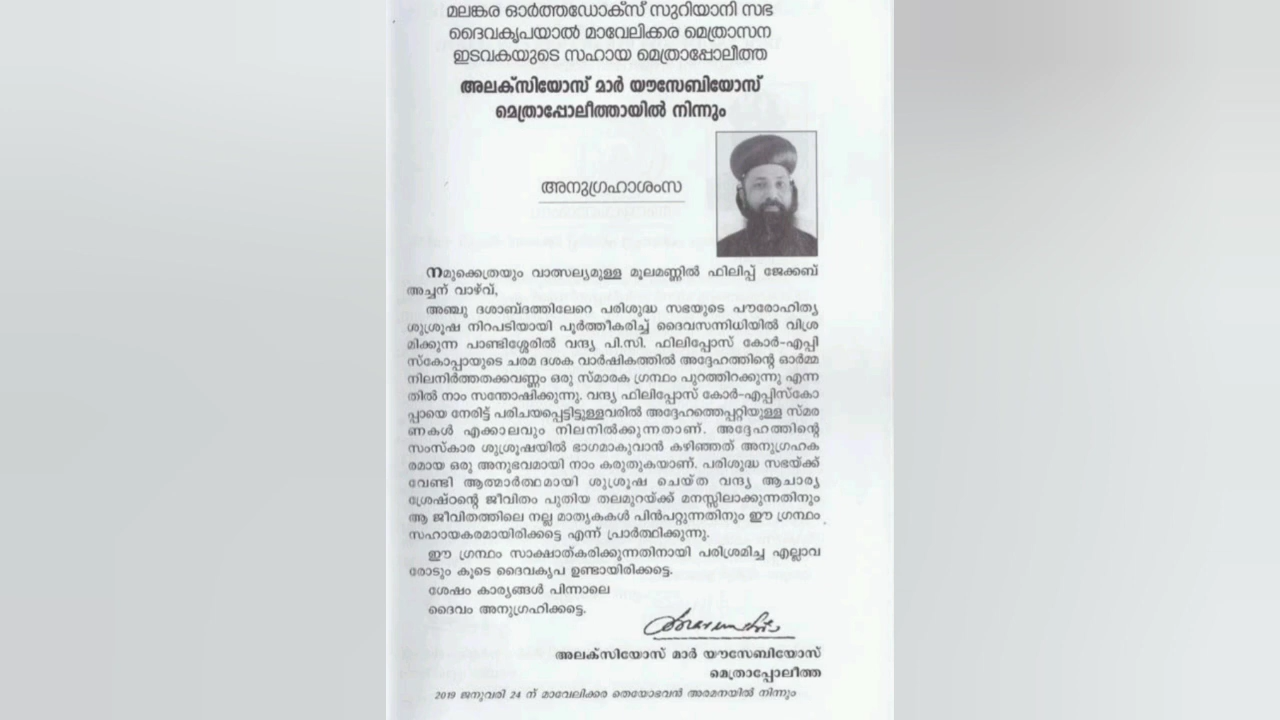 മലങ്കര ഓർത്തഡോക്സ് സുറിയാനി സഭ
ദൈവകൃപയാൽ മാവേലിക്കര മെത്രാസന
ഇടവകയുടെ സഹായ മെത്രാപ്പോലീത്ത
അലക്സിയോസ് മാർ യൗസേബിയോസ്
മെത്രാപ്പോലീത്തായിൽ നിന്നും
അനുഗ്രഹാശംസ
നമുക്കെത്രയും വാത്സല്യമുള്ള മൂലമണ്ണിൽ ഫിലിപ്പ് ജേക്കബ്
അച്ചന് വാഴ്‌വ്,
അഞ്ചു ദശാബ്ദത്തിലേറെ പരിശുദ്ധ സഭയുടെ പൗരോഹിത്യ
ശുശ്രൂഷ നിറപടിയായി പൂർത്തീകരിച്ച് ദൈവസന്നിധിയിൽ വിശ്ര
മിക്കുന്ന പാണ്ടിശ്ശേരിൽ വന്ദ്യ പി.സി. ഫിലിപ്പോസ് കോർ-എപ്പി
സ്കോപ്പായുടെ ചരമ ദശക വാർഷികത്തിൽ അദ്ദേഹത്തിന്റെ ഓർമ്മ
നിലനിർത്തതക്കവണ്ണം ഒരു സ്മാരക ഗ്രന്ഥം പുറത്തിറക്കുന്നു എന്ന
തിൽ നാം സന്തോഷിക്കുന്നു. വന്ദ്യ ഫിലിപ്പോസ് കോർ-എപ്പിസ്കോ
പ്പായെ നേരിട്ട് പരിചയപ്പെട്ടിട്ടുള്ളവരിൽ അദ്ദേഹത്തെപ്പറ്റിയുള്ള സ്മര
ണകൾ എക്കാലവും നിലനിൽക്കുന്നതാണ്. അദ്ദേഹത്തിന്റെ
സംസ്കാര ശുശ്രൂഷയിൽ ഭാഗമാകുവാൻ കഴിഞ്ഞത് അനുഗ്രഹക
രമായ ഒരു അനുഭവമായി നാം കരുതുകയാണ്. പരിശുദ്ധ സഭയ്ക്ക്
വേണ്ടി ആത്മാർത്ഥമായി ശുശ്രൂഷ ചെയ്ത വന്ദ്യ ആചാര്യ
ശ്രേഷ്ഠന്റെ ജീവിതം പുതിയ തലമുറയ്ക്ക് മനസ്സിലാക്കുന്നതിനും
ആ ജീവിതത്തിലെ നല്ല മാതൃകകൾ പിൻപറ്റുന്നതിനും ഈ ഗ്രന്ഥം
സഹായകരമായിരിക്കട്ടെ എന്ന് പ്രാർത്ഥിക്കുന്നു.
ഈ ഗ്രന്ഥം സാക്ഷാത്കരിക്കുന്നതിനായി പരിശ്രമിച്ച എല്ലാവ
രോടും കൂടെ ദൈവകൃപ ഉണ്ടായിരിക്കട്ടെ.
ശേഷം കാര്യങ്ങൾ പിന്നാലെ
ദൈവം അനുഗ്രഹിക്കട്ടെ.
അലക്സിയോസ് മാർ യൗസേബിയോസ്
മെത്രാപ്പോലീത്ത
2019 ജനുവരി 24 ന് മാവേലിക്കര തെയോഭവൻ അരമനയിൽ നിന്നും